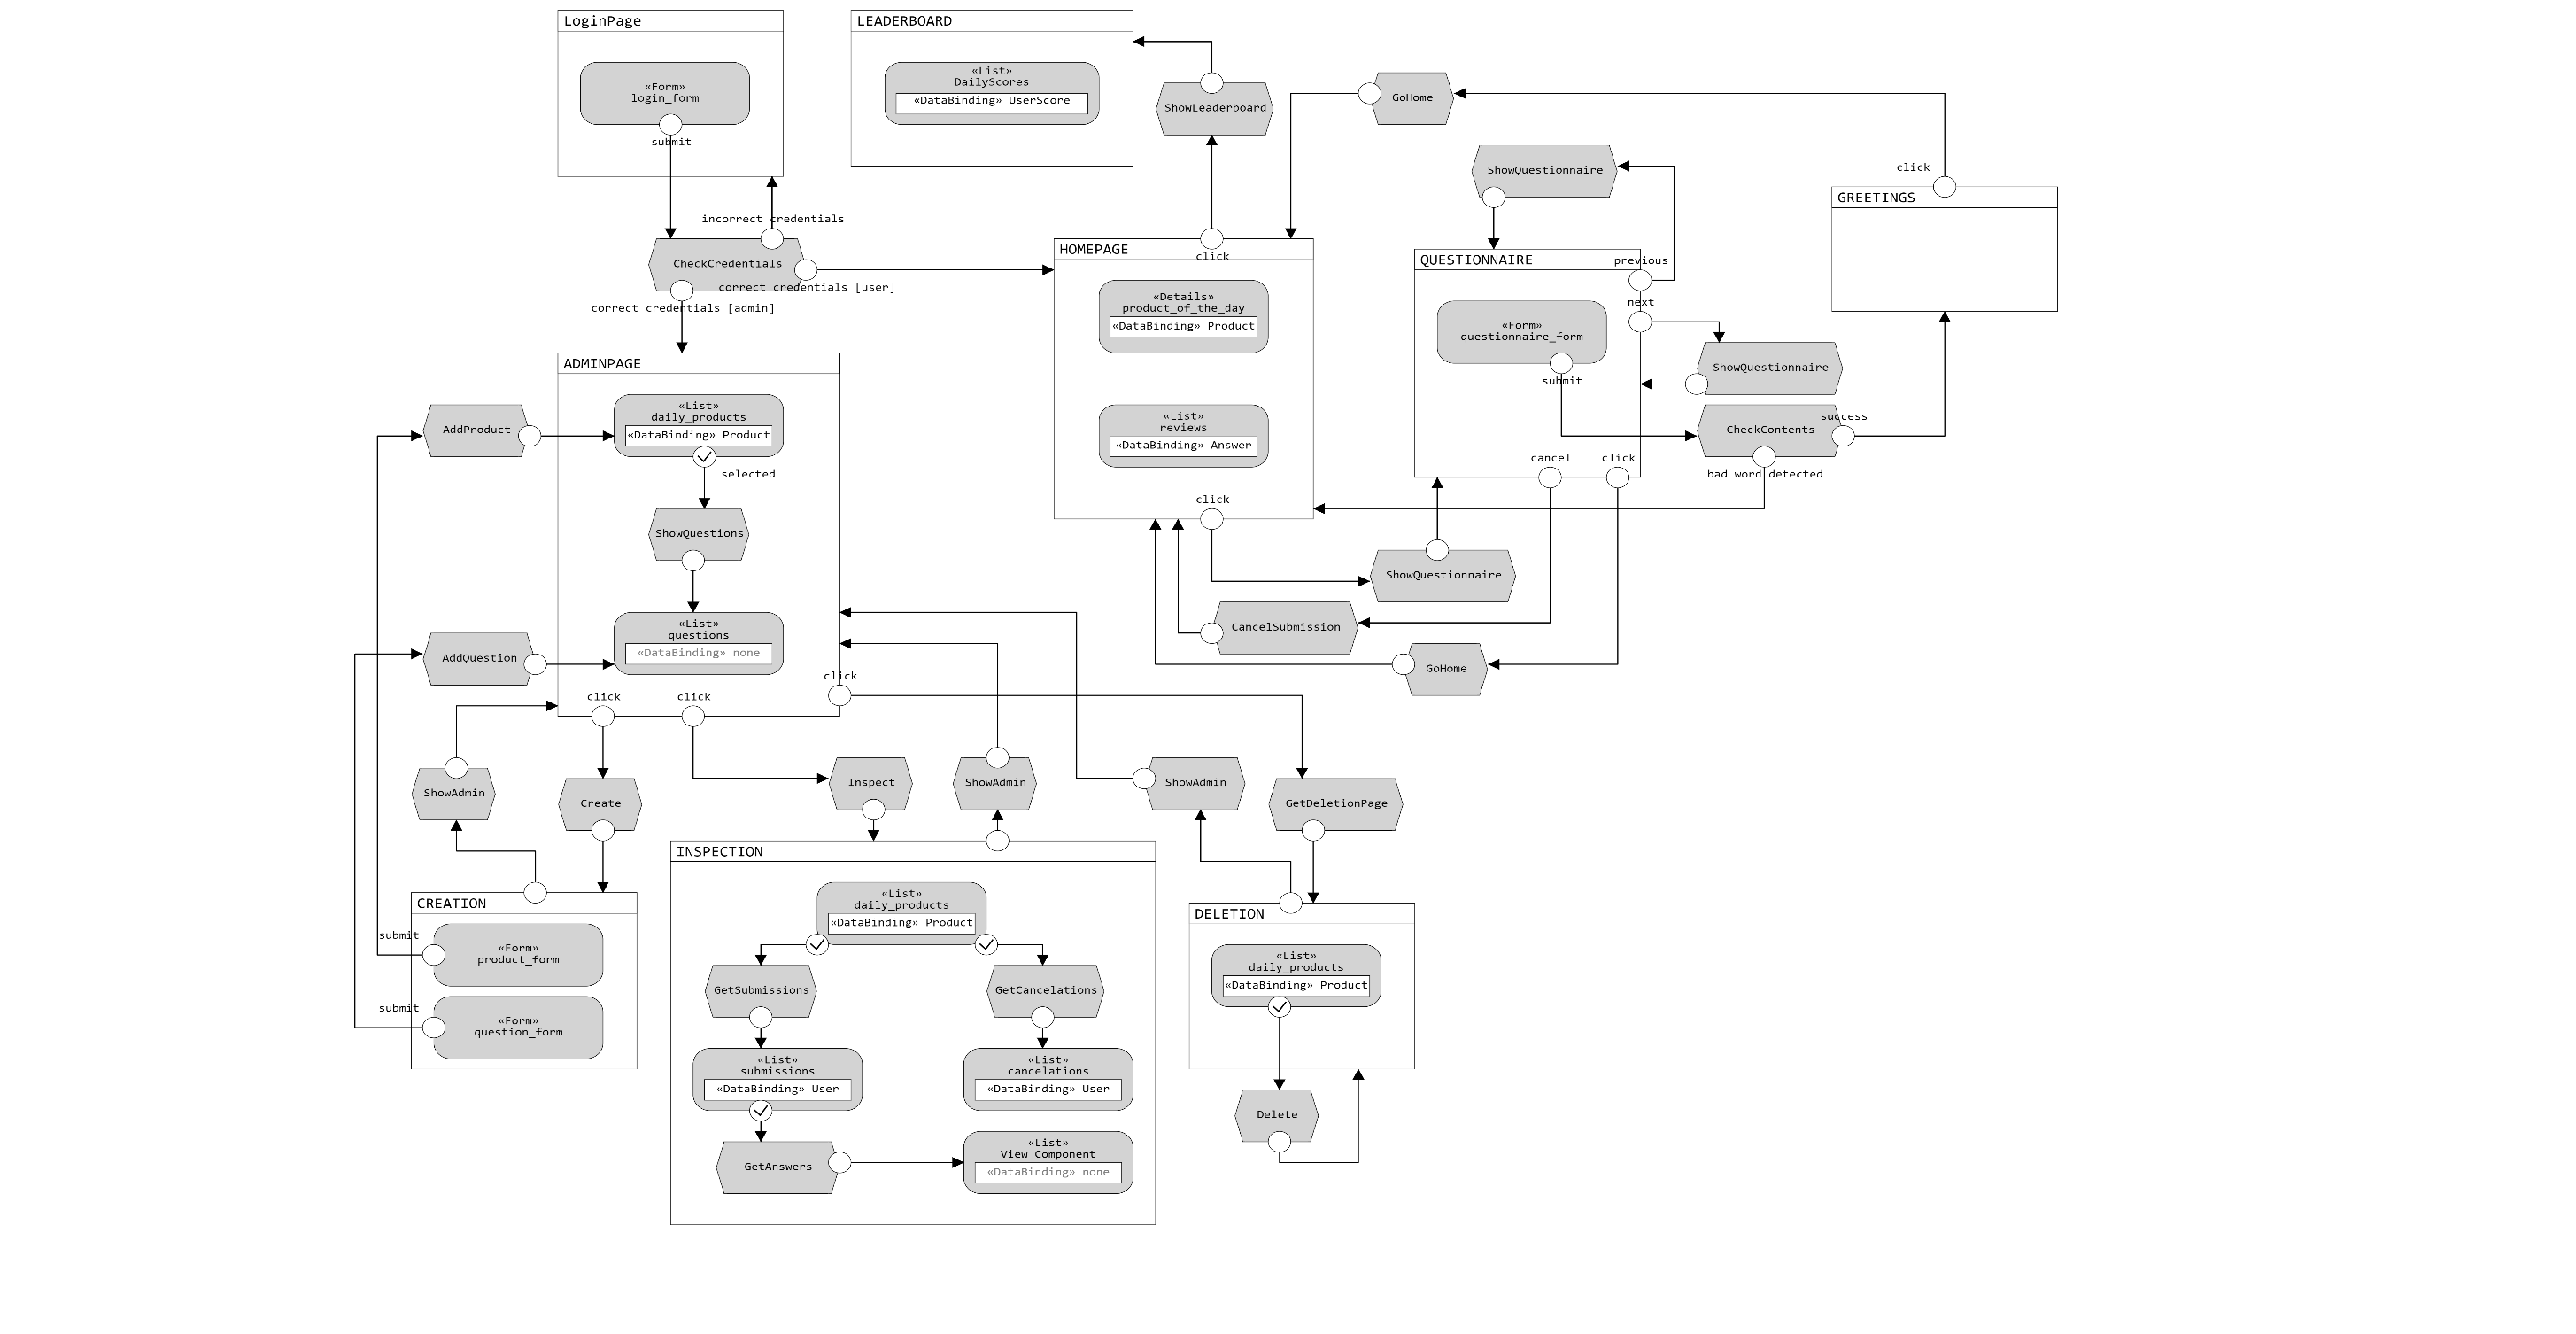 LoginPage
«Form»
login_form
submit
LEADERBOARD
«List»
DailyScores
«DataBinding» UserScore
ShowLeaderboard
GoHome
ShowQuestionnaire
click
GREETINGS
incorrect credentials
CheckCredentials
correct credentials [user]
correct credentials [admin]
HOMEPAGE
click
«Details»
product_of_the_day
«DataBinding» Product
«List»
reviews
«DataBinding» Answer
click
QUESTIONNAIRE
previous
next
«Form»
questionnaire_form
submit
ShowQuestionnaire
CheckContents
success
bad word detected
cancel
click
ShowQuestionnaire
CancelSubmission
GoHome
ADMINPAGE
«List»
daily_products
«DataBinding» Product
selected
AddProduct
ShowQuestions
«List»
questions
«DataBinding» none
AddQuestion
click
click
click
ShowAdmin
Create
Inspect
ShowAdmin
ShowAdmin
GetDeletionPage
CREATION
submit
«Form»
product_form
submit
«Form»
question_form
INSPECTION
«List»
daily_products
«DataBinding» Product
GetSubmissions
GetCancelations
«List»
submissions
«DataBinding» User
«List»
cancelations
«DataBinding» User
GetAnswers
«List»
View Component
«DataBinding» none
DELETION
«List»
daily_products
«DataBinding» Product
Delete